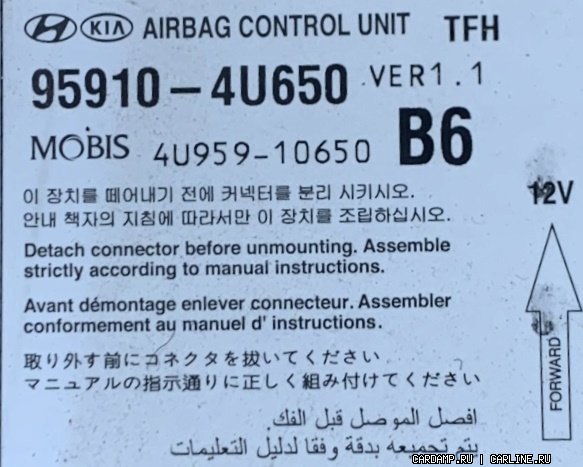 HYUNDAI KIA AIRBAG CONTROL UNIT TFH
95910-4U650 VER1.1
MOBIS 4U959-10650 B6
이 장치를 떼어내기 전에 커넥터를 분리 시키시오.
안내 책자의 지침에 따라서만 이 장치를 조립하십시오.
12V
Detach connector before unmounting. Assemble
strictly according to manual instructions.
Avant démontage enlever connecteur. Assembler
conformement au manuel d' instructions.
FORWARD
取り外す前にコネクタを抜いてください
マニュアルの指示通りに正しく組み付けてください
افصل الموصل قبل الفك.
يتم تجميعه بدقة وفقا لدليل التعليمات
CARDAMP.RU | CARLINE.RU